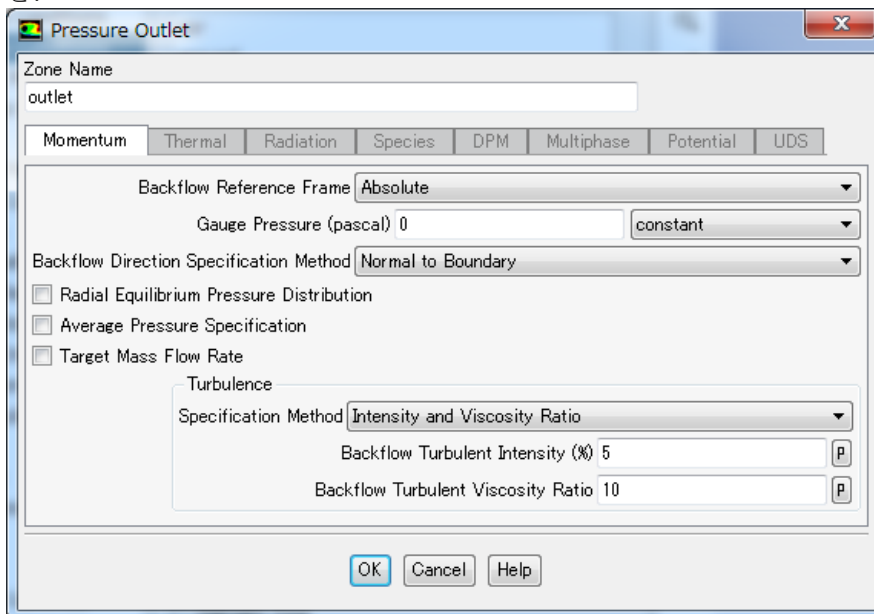 Pressure Outlet
Zone Name
outlet
Momentum Thermal Radiation Species DPM Multiphase Potential UDS
Backflow Reference Frame Absolute
Gauge Pressure (pascal) 0 constant
Backflow Direction Specification Method Normal to Boundary
Radial Equilibrium Pressure Distribution
Average Pressure Specification
Target Mass Flow Rate
Turbulence
Specification Method Intensity and Viscosity Ratio
Backflow Turbulent Intensity (%) 5 P
Backflow Turbulent Viscosity Ratio 10 P
OK Cancel Help